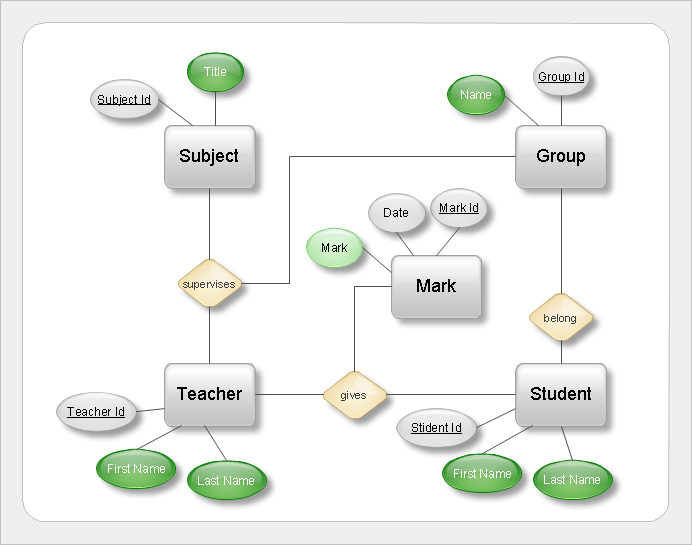 Title
Subject Id
Subject
Group Id
Name
Group
Date
Mark Id
Mark
Mark
supervises
belong
Teacher
gives
Student
Teacher Id
Stident Id
First Name
Last Name
First Name
Last Name